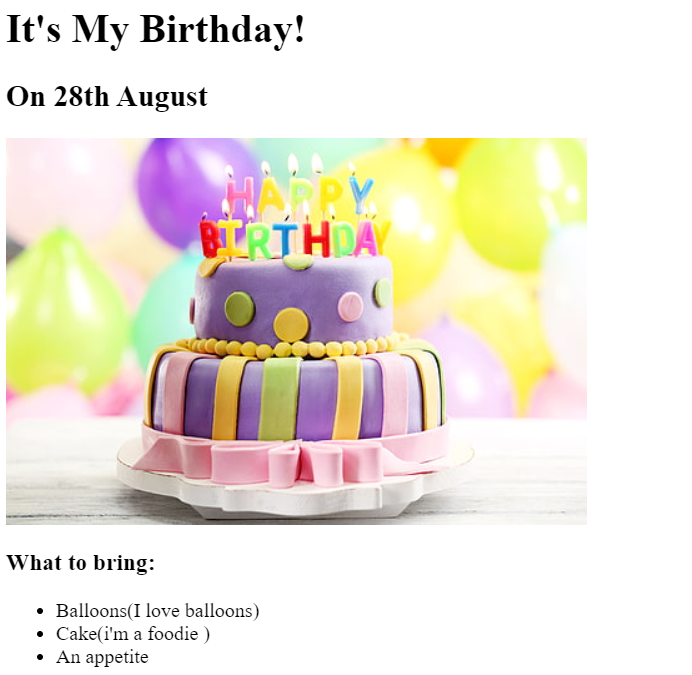 It's My Birthday!
On 28th August
HAPPY
BIRTHDAY
What to bring:
Balloons(I love balloons)
Cake(i'm a foodie )
An appetite